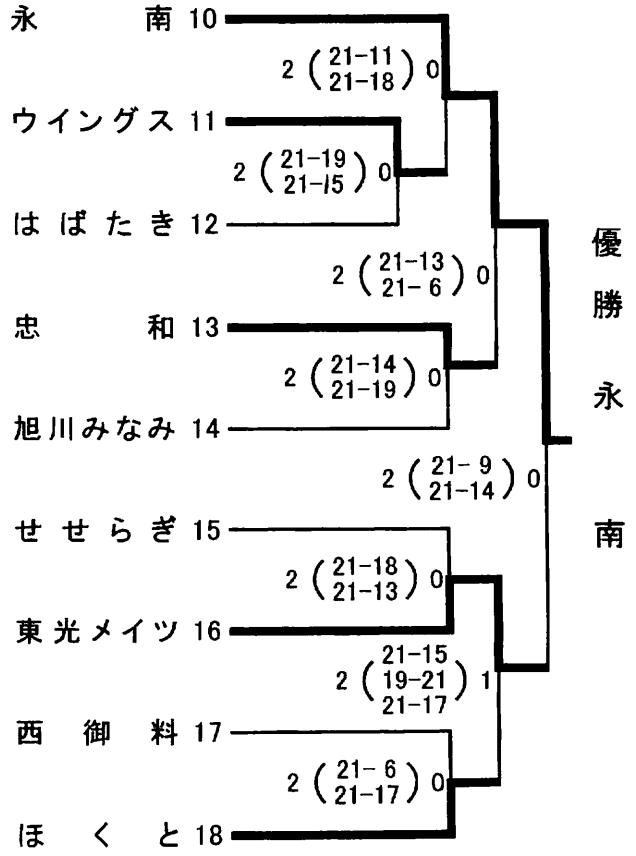 永南 10
2 (21-11 21-18) 0
ウイングス 11
2 (21-19 21-15) 0
はばたき 12
2 (21-13 21-6) 0
忠和 13
2 (21-14 21-19) 0
旭川みなみ 14
2 (21-9 21-14) 0
せせらぎ 15
2 (21-18 21-13) 0
東光メイツ 16
2 (21-15 19-21 21-17) 1
西御料 17
2 (21-6 21-17) 0
ほくと 18
優勝 永南